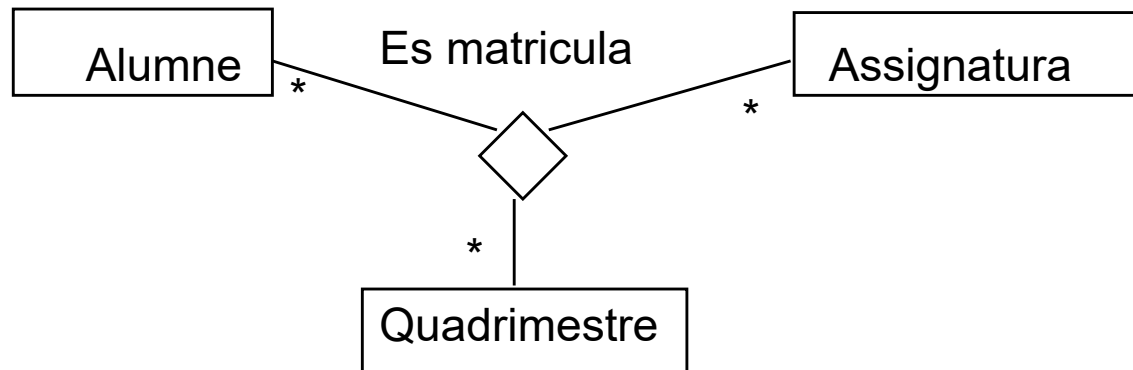 Alumne
Es matricula
Assignatura
*
*
*
Quadrimestre